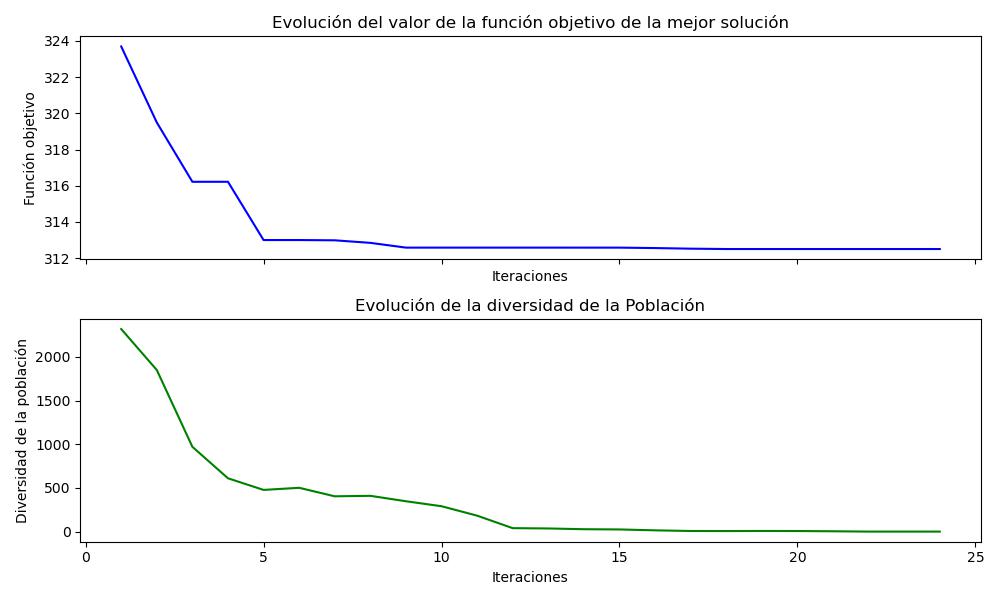 Evolución del valor de la función objetivo de la mejor solución
324
322
320
318
316
314
312
Función objetivo
Iteraciones
Evolución de la diversidad de la Población
2000
1500
1000
500
0
Diversidad de la población
0 5 10 15 20 25
Iteraciones